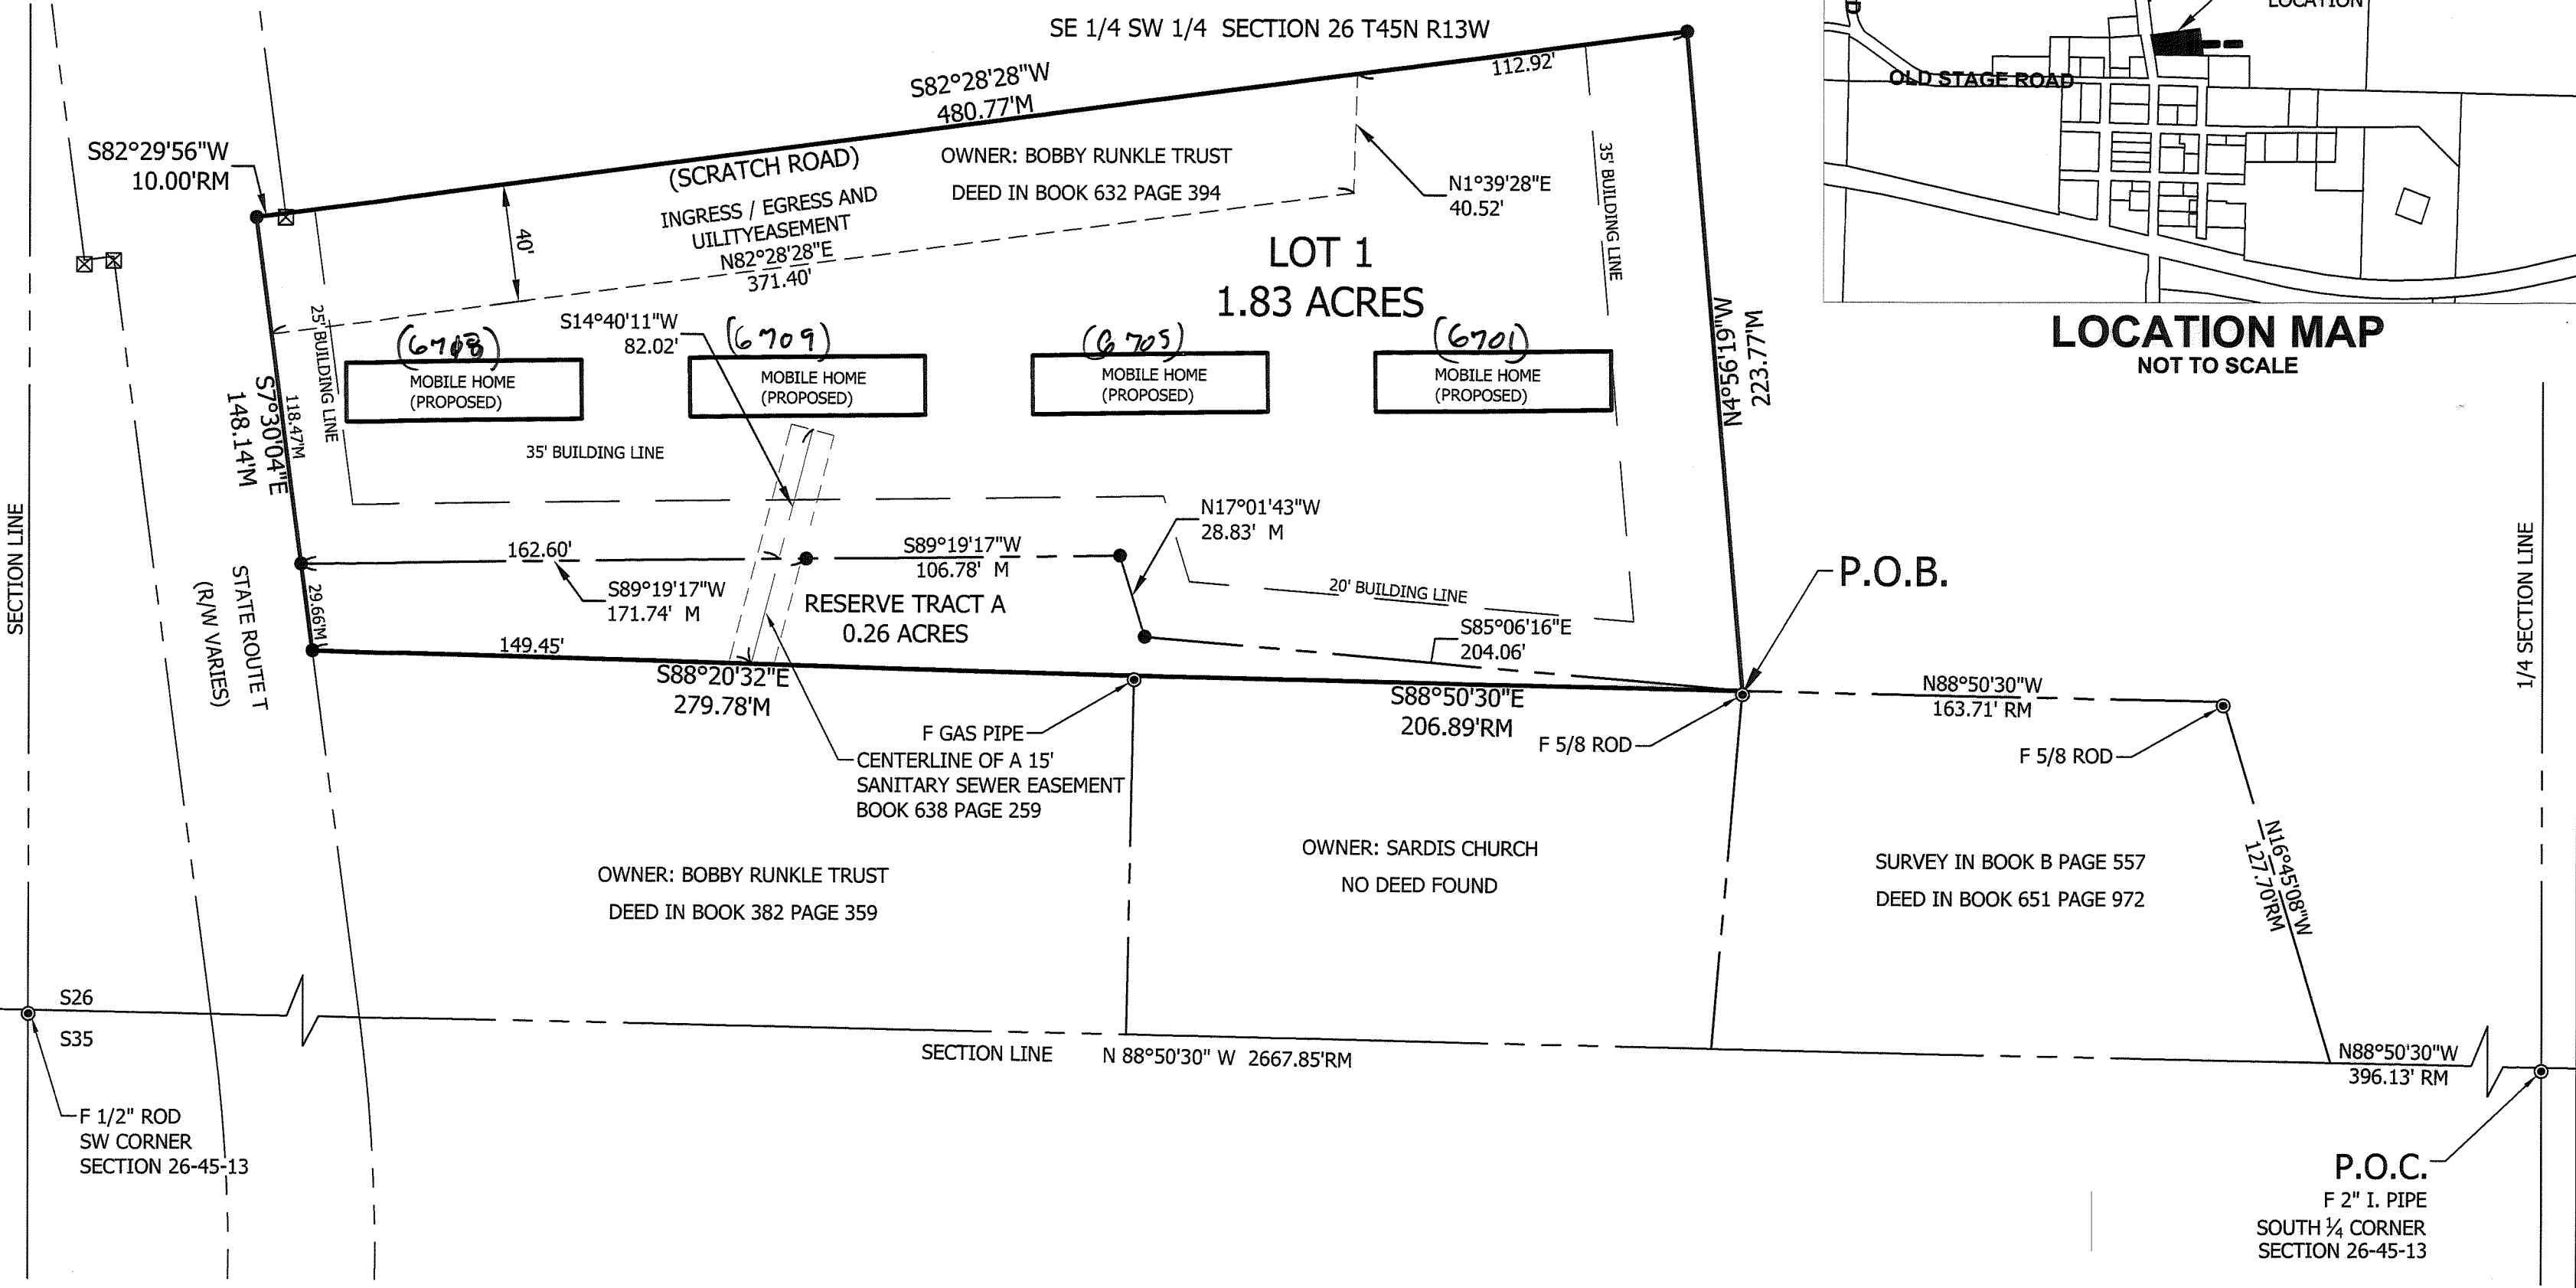 SE 1/4 SW 1/4 SECTION 26 T45N R13W
S82°28'28"W
480.77'M
112.92'
S82°29'56"W
10.00'RM
(SCRATCH ROAD)
INGRESS / EGRESS AND
UILITYEASEMENT
N82°28'28"E
371.40'
40'
OWNER: BOBBY RUNKLE TRUST
DEED IN BOOK 632 PAGE 394
N1°39'28"E
40.52'
35' BUILDING LINE
LOT 1
1.83 ACRES
N4°56'19"W
223.77'M
25' BUILDING LINE
S14°40'11"W
82.02'
(6709)
(6705)
(6701)
MOBILE HOME
(PROPOSED)
MOBILE HOME
(PROPOSED)
MOBILE HOME
(PROPOSED)
MOBILE HOME
(PROPOSED)
118.47'M
S7°30'04"E
148.14'M
35' BUILDING LINE
N17°01'43"W
28.83' M
162.60'
S89°19'17"W
106.78' M
S89°19'17"W
171.74' M
RESERVE TRACT A
0.26 ACRES
20' BUILDING LINE
S85°06'16"E
204.06'
P.O.B.
29.66'M
149.45'
S88°20'32"E
279.78'M
S88°50'30"E
206.89'RM
N88°50'30"W
163.71' RM
F GAS PIPE
F 5/8 ROD
F 5/8 ROD
CENTERLINE OF A 15'
SANITARY SEWER EASEMENT
BOOK 638 PAGE 259
SECTION LINE
STATE ROUTE T
(R/W VARIES)
1/4 SECTION LINE
OWNER: BOBBY RUNKLE TRUST
DEED IN BOOK 382 PAGE 359
OWNER: SARDIS CHURCH
NO DEED FOUND
SURVEY IN BOOK B PAGE 557
DEED IN BOOK 651 PAGE 972
N16°45'08"W
127.70'RM
S26
S35
SECTION LINE N 88°50'30" W 2667.85'RM
N88°50'30"W
396.13' RM
F 1/2" ROD
SW CORNER
SECTION 26-45-13
P.O.C.
F 2" I. PIPE
SOUTH ¼ CORNER
SECTION 26-45-13
LOCATION
OLD STAGE ROAD
LOCATION MAP
NOT TO SCALE